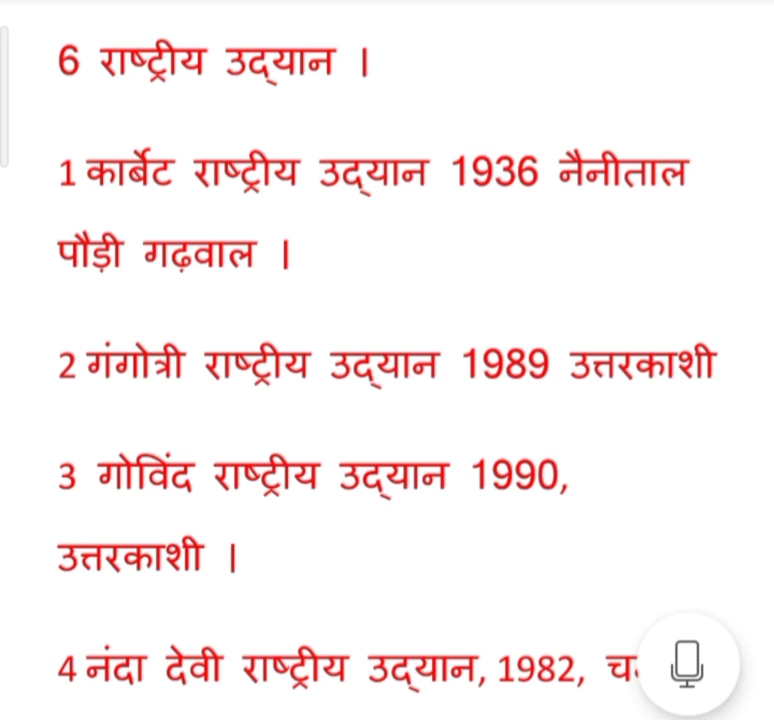 6 राष्ट्रीय उद्यान ।
1 कार्बेट राष्ट्रीय उद्यान 1936 नैनीताल
पौड़ी गढ़वाल ।
2 गंगोत्री राष्ट्रीय उद्यान 1989 उत्तरकाशी
3 गोविंद राष्ट्रीय उद्यान 1990,
उत्तरकाशी ।
4 नंदा देवी राष्ट्रीय उद्यान, 1982,